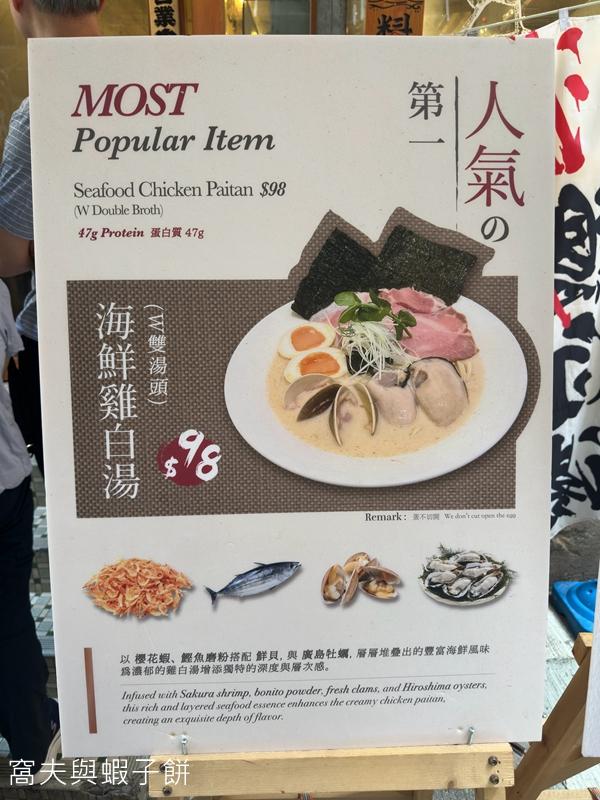 營業
料
MOST
Popular Item
第一
人氣の
Seafood Chicken Paitan $98
(W Double Broth)
47g Protein 蛋白質 47g
(W雙湯頭)
海鮮雞白湯
$98
Remark : 蛋不切開 We don't cut open the egg
以 櫻花蝦、鰹魚磨粉搭配 鮮貝, 與 廣島牡蠣, 層層堆疊出的豐富海鮮風味
為濃郁的雞白湯增添獨特的深度與層次感。
Infused with Sakura shrimp, bonito powder, fresh clams, and Hiroshima oysters,
this rich and layered seafood essence enhances the creamy chicken paitan,
creating an exquisite depth of flavor.
窩夫與蝦子餅